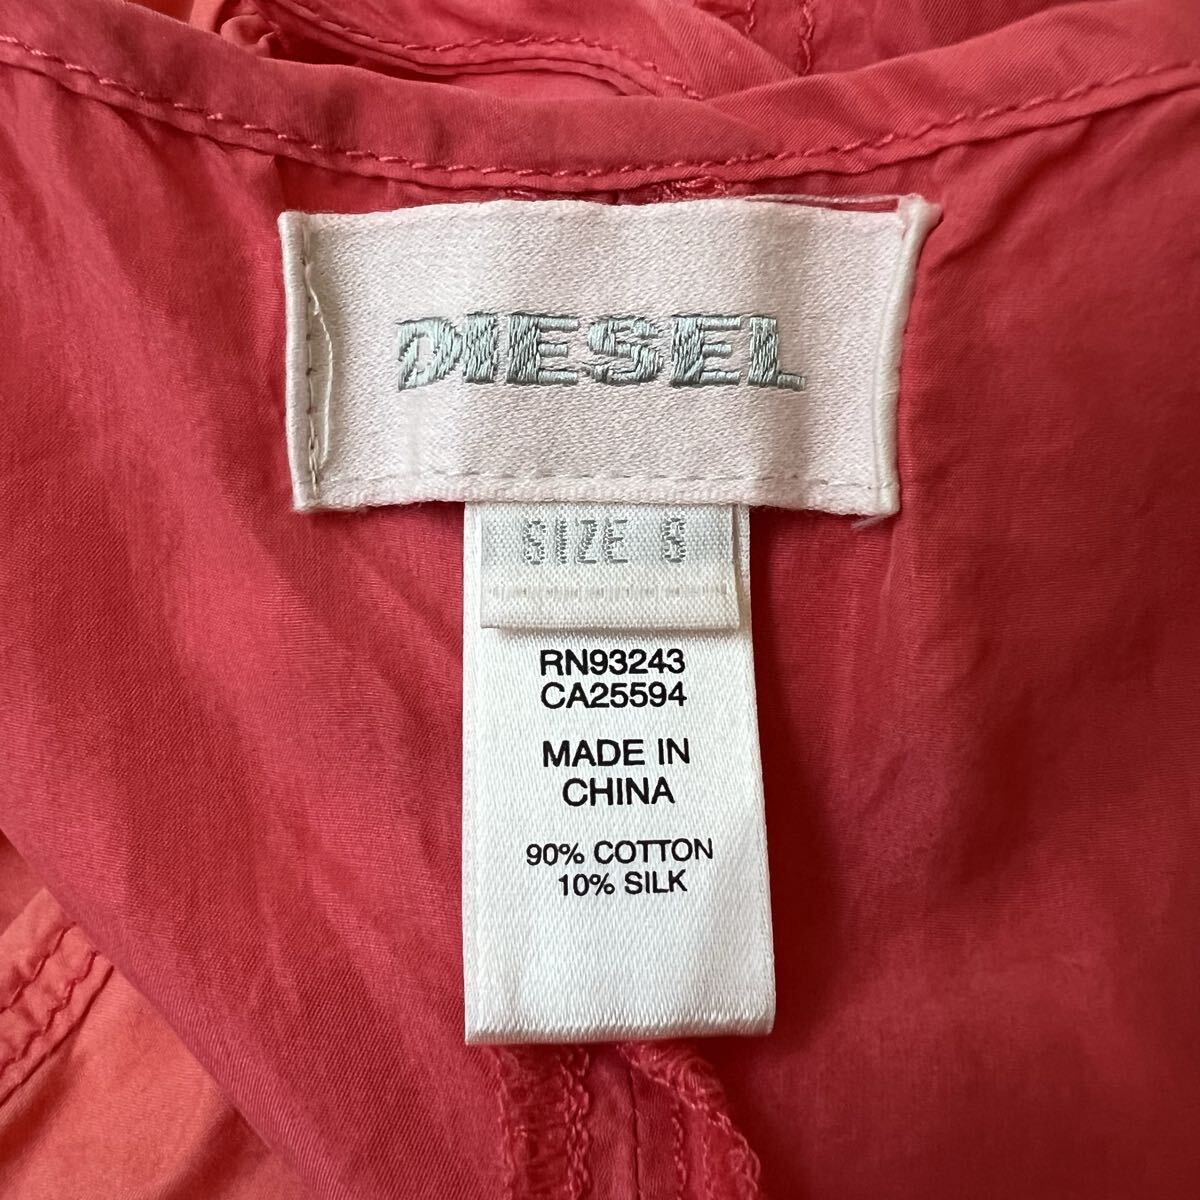 DIESEL
SIZE S
RN93243
CA25594
MADE IN
CHINA
90% COTTON
10% SILK